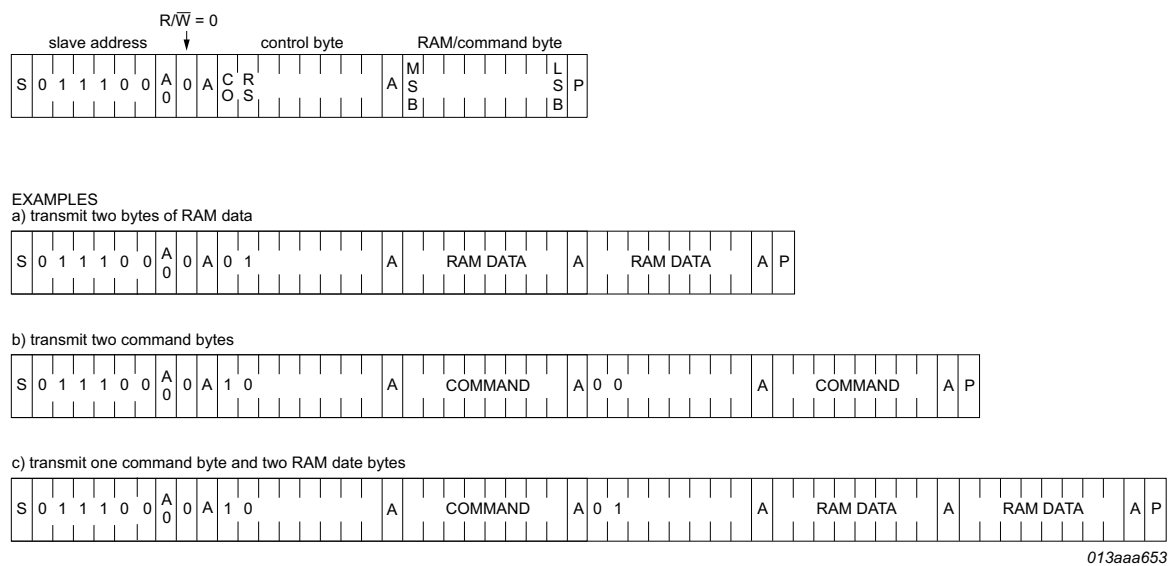 R/W̅ = 0
slave address control byte RAM/command byte
S 0 1 1 1 0 0 A0 0 A CO RS A MSB LSB P
EXAMPLES
a) transmit two bytes of RAM data
S 0 1 1 1 0 0 A0 0 A 0 1 A RAM DATA A RAM DATA A P
b) transmit two command bytes
S 0 1 1 1 0 0 A0 0 A 1 0 A COMMAND A 0 0 A COMMAND A P
c) transmit one command byte and two RAM date bytes
S 0 1 1 1 0 0 A0 0 A 1 0 A COMMAND A 0 1 A RAM DATA A RAM DATA A P
013aaa653